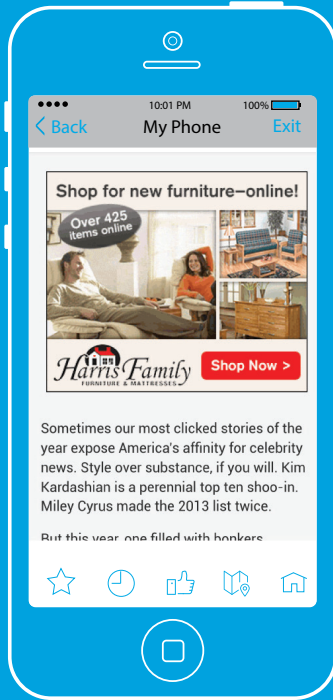 10:01 PM
100%
Back
My Phone
Exit
Shop for new furniture–online!
Over 425
items online
Harris Family
FURNITURE & MATTRESSES
Shop Now >
Sometimes our most clicked stories of the
year expose America's affinity for celebrity
news. Style over substance, if you will. Kim
Kardashian is a perennial top ten shoo-in.
Miley Cyrus made the 2013 list twice.
But this year, one filled with bonkers